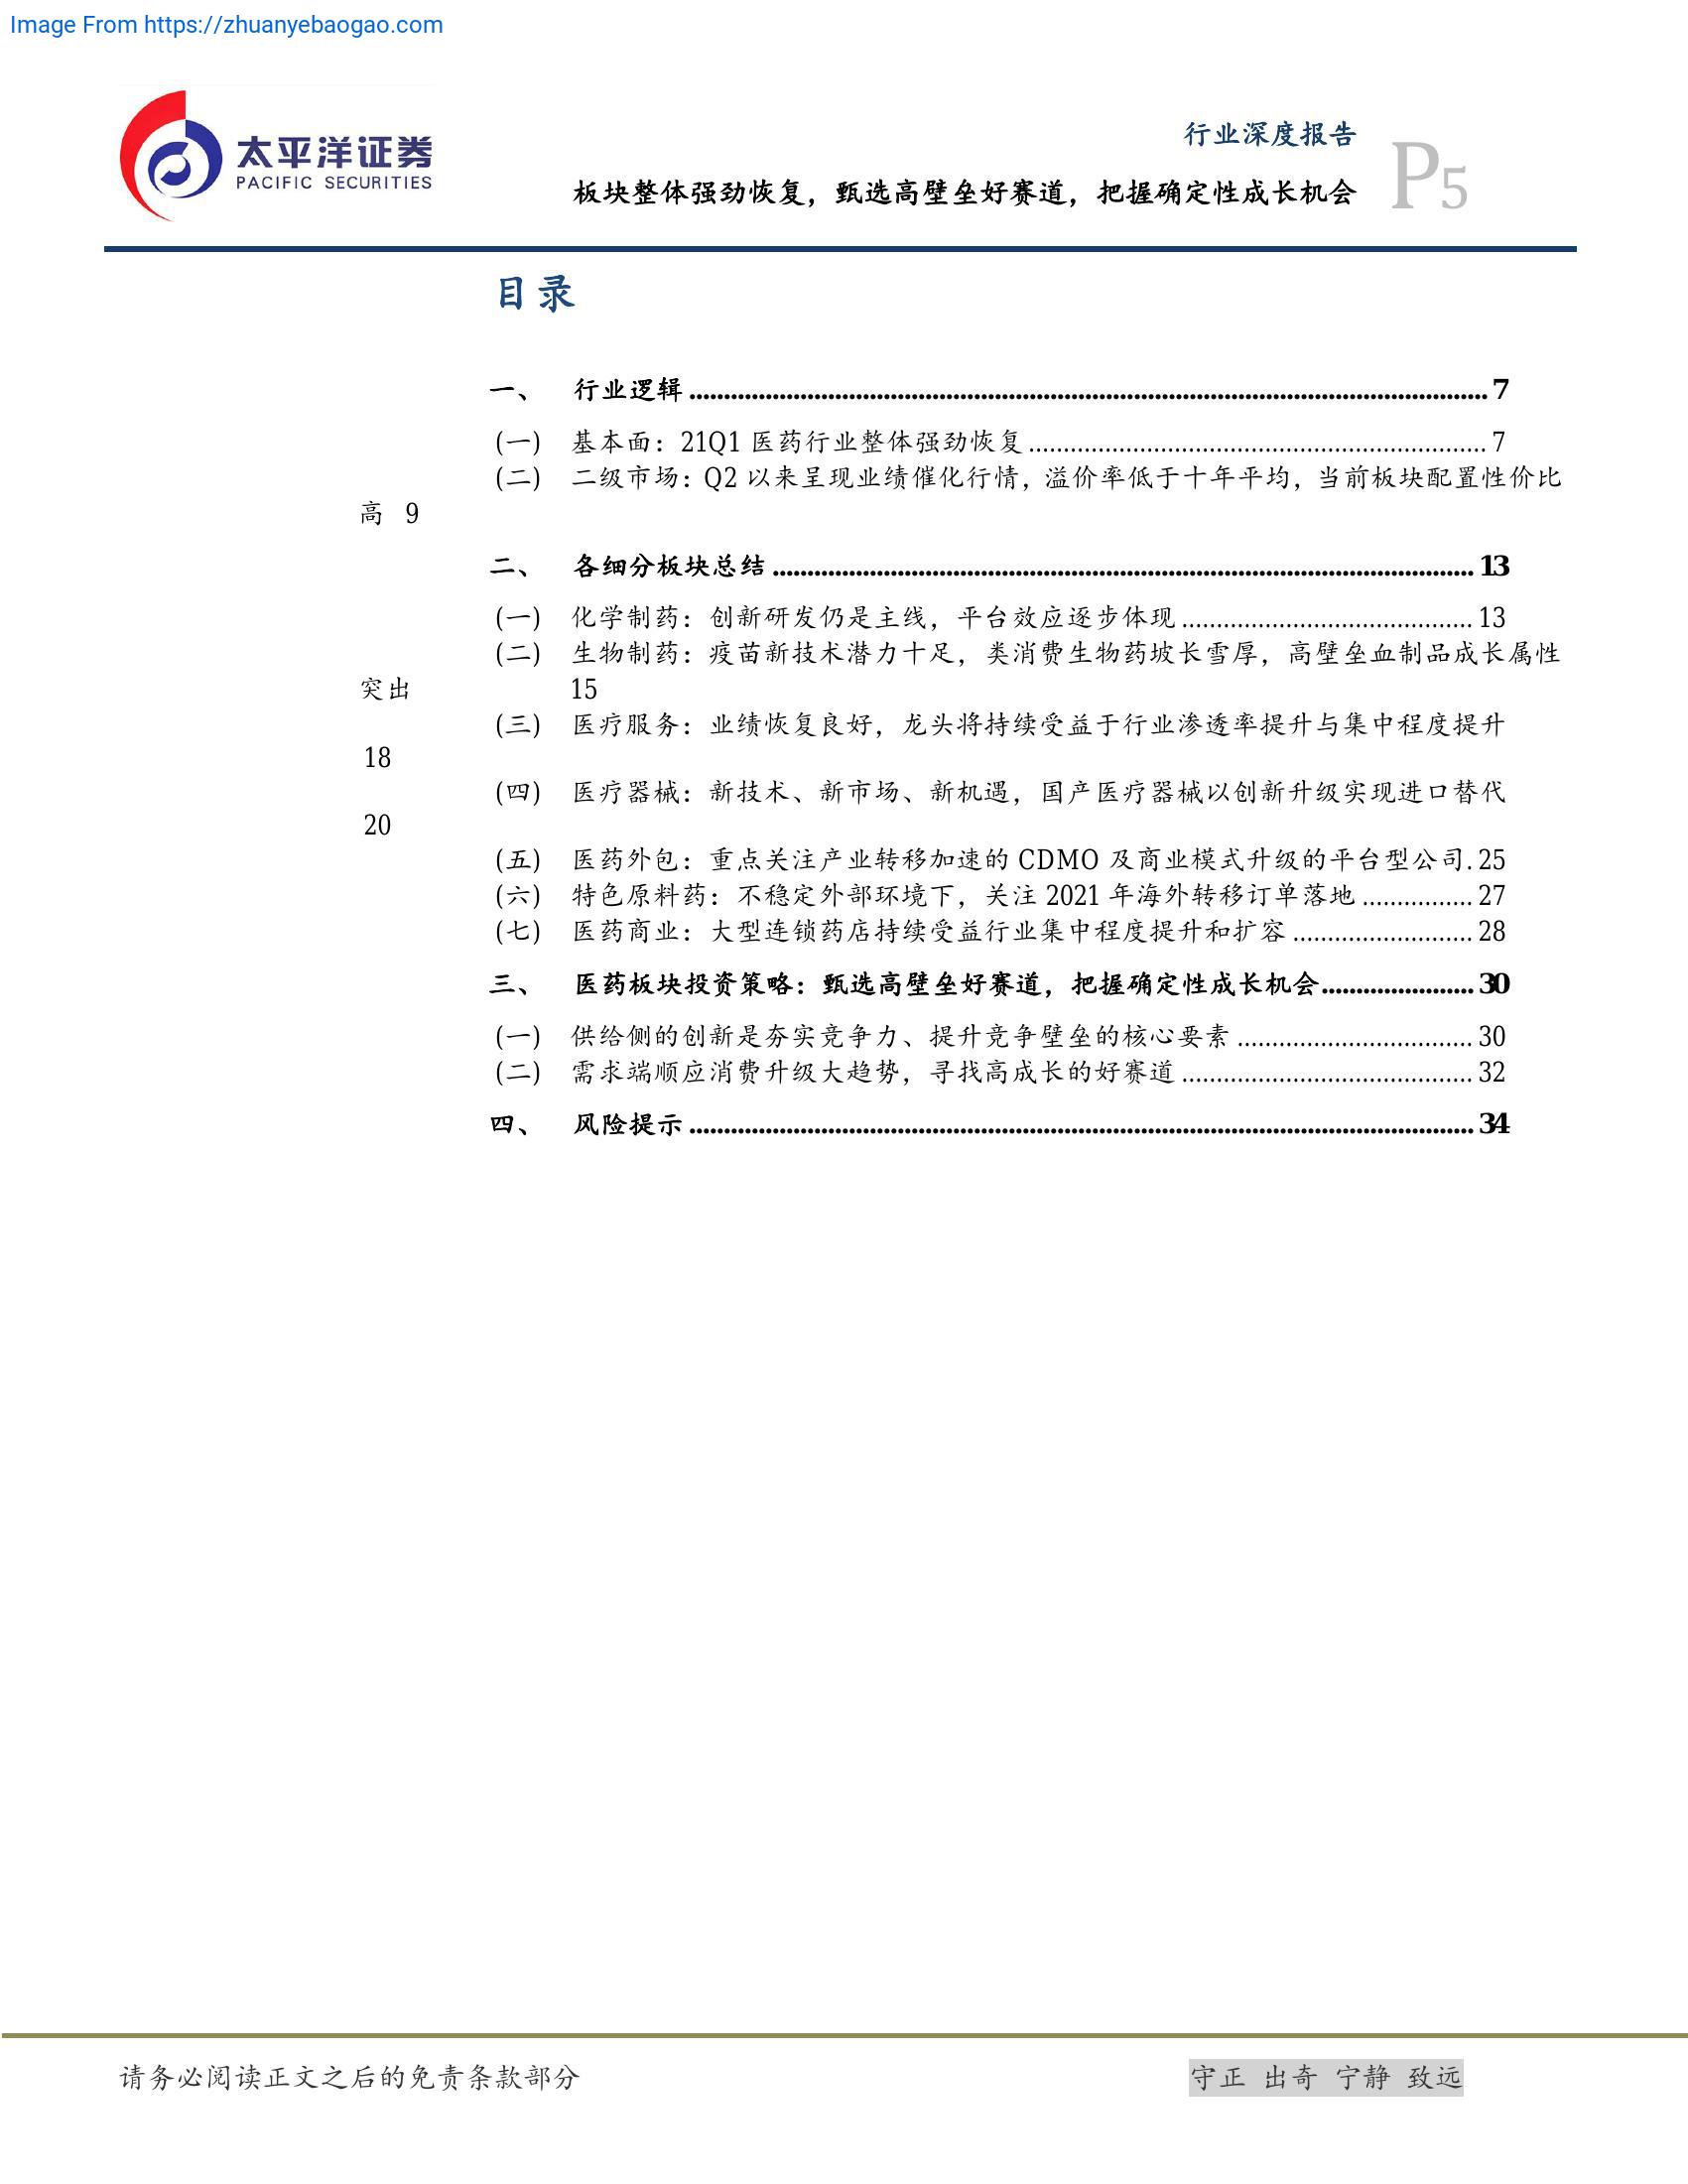 Image From https://zhuanyebaogao.com
太平洋证券
PACIFIC SECURITIES
行业深度报告
板块整体强劲恢复，甄选高壁垒好赛道，把握确定性成长机会
P5
目录
一、 行业逻辑........................................................ 7
(一) 基本面：21Q1 医药行业整体强劲恢复........................................ 7
(二) 二级市场：Q2 以来呈现业绩催化行情，溢价率低于十年平均，当前板块配置性价比
高 9
二、 各细分板块总结........................................................ 13
(一) 化学制药：创新研发仍是主线，平台效应逐步体现........................................ 13
(二) 生物制药：疫苗新技术潜力十足，类消费生物药坡长雪厚，高壁垒血制品成长属性
突出 15
(三) 医疗服务：业绩恢复良好，龙头将持续受益于行业渗透率提升与集中程度提升
18
(四) 医疗器械：新技术、新市场、新机遇，国产医疗器械以创新升级实现进口替代
20
(五) 医药外包：重点关注产业转移加速的 CDMO 及商业模式升级的平台型公司. 25
(六) 特色原料药：不稳定外部环境下，关注 2021 年海外转移订单落地................ 27
(七) 医药商业：大型连锁药店持续受益行业集中程度提升和扩容.......................... 28
三、 医药板块投资策略：甄选高壁垒好赛道，把握确定性成长机会...................... 30
(一) 供给侧的创新是夯实竞争力、提升竞争壁垒的核心要素.................................. 30
(二) 需求端顺应消费升级大趋势，寻找高成长的好赛道.......................................... 32
四、 风险提示........................................................ 34
请务必阅读正文之后的免责条款部分
守正 出奇 宁静 致远